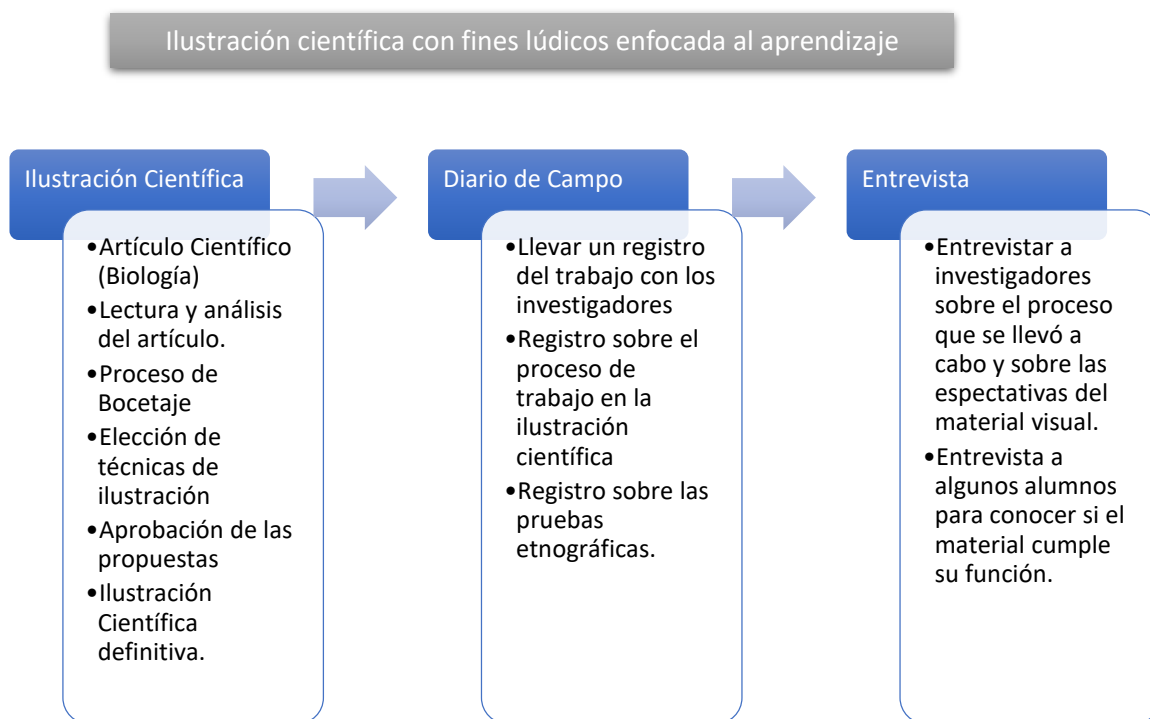 Ilustración científica con fines lúdicos enfocada al aprendizaje
Ilustración Científica
•Artículo Científico
(Biología)
•Lectura y análisis
del artículo.
•Proceso de
Bocetaje
•Elección de
técnicas de
ilustración
•Aprobación de las
propuestas
•Ilustración
Científica
definitiva.
Diario de Campo
•Llevar un registro
del trabajo con los
investigadores
•Registro sobre el
proceso de
trabajo en la
ilustración
científica
•Registro sobre las
pruebas
etnográficas.
Entrevista
•Entrevistar a
investigadores
sobre el proceso
que se llevó a
cabo y sobre las
espectativas del
material visual.
•Entrevista a
algunos alumnos
para conocer si el
material cumple
su función.